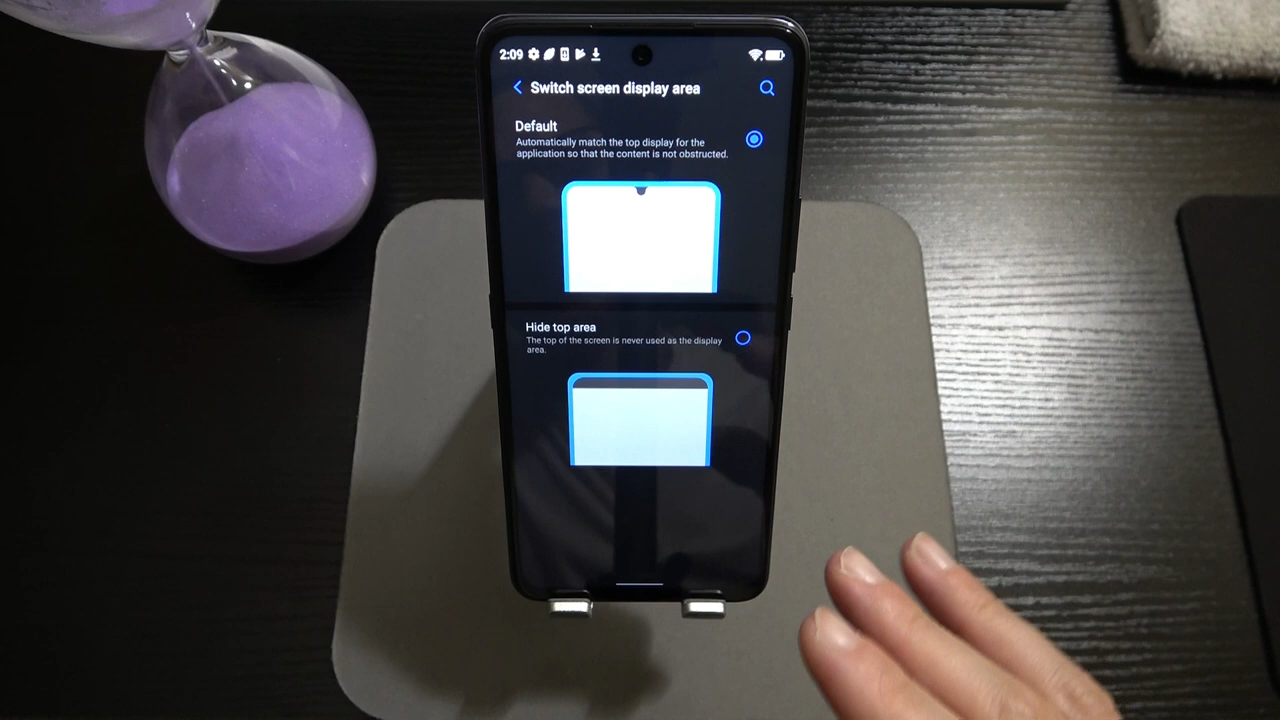 2:09
Switch screen display area
Default
Automatically match the top display for the
application so that the content is not obstructed.
Hide top area
The top of the screen is never used as the display
area.